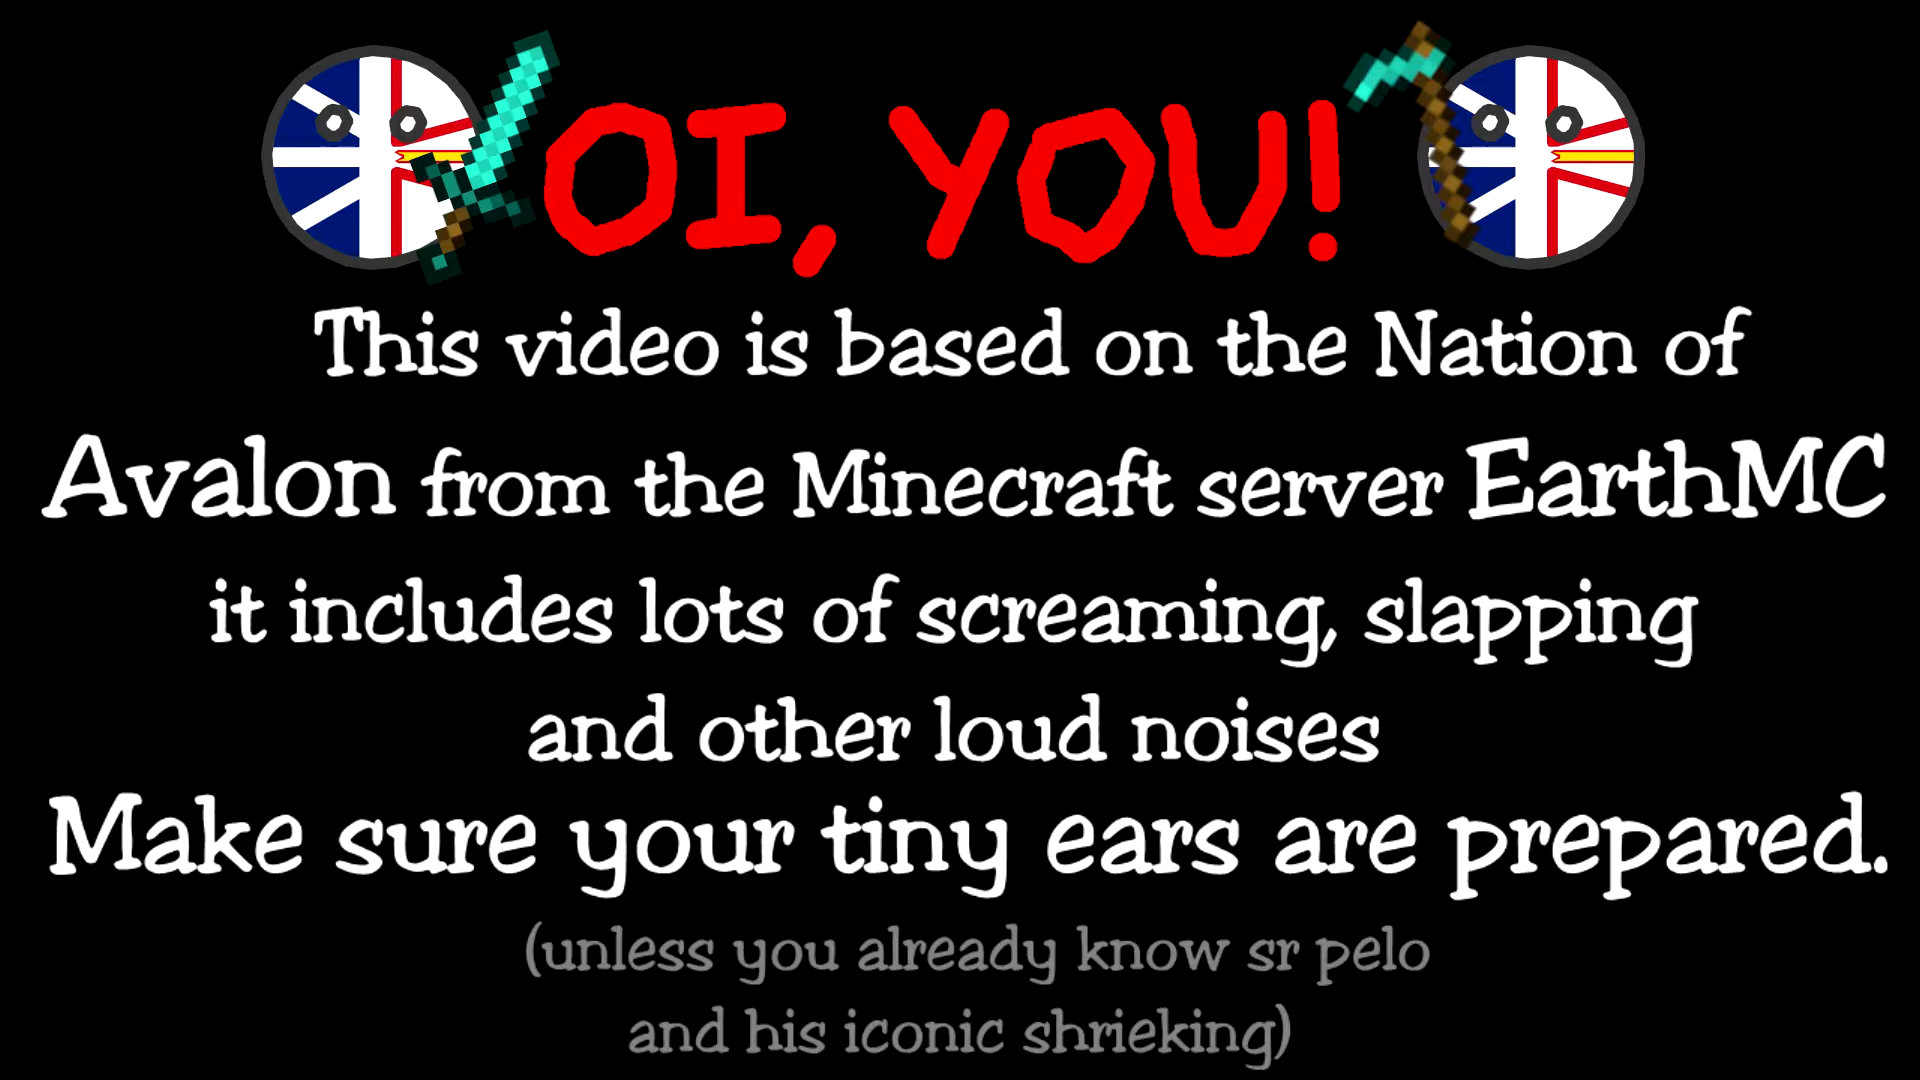 OI, YOU!
This video is based on the Nation of
Avalon from the Minecraft server EarthMC
it includes lots of screaming, slapping
and other loud noises
Make sure your tiny ears are prepared.
(unless you already know sr pelo
and his iconic shrieking)